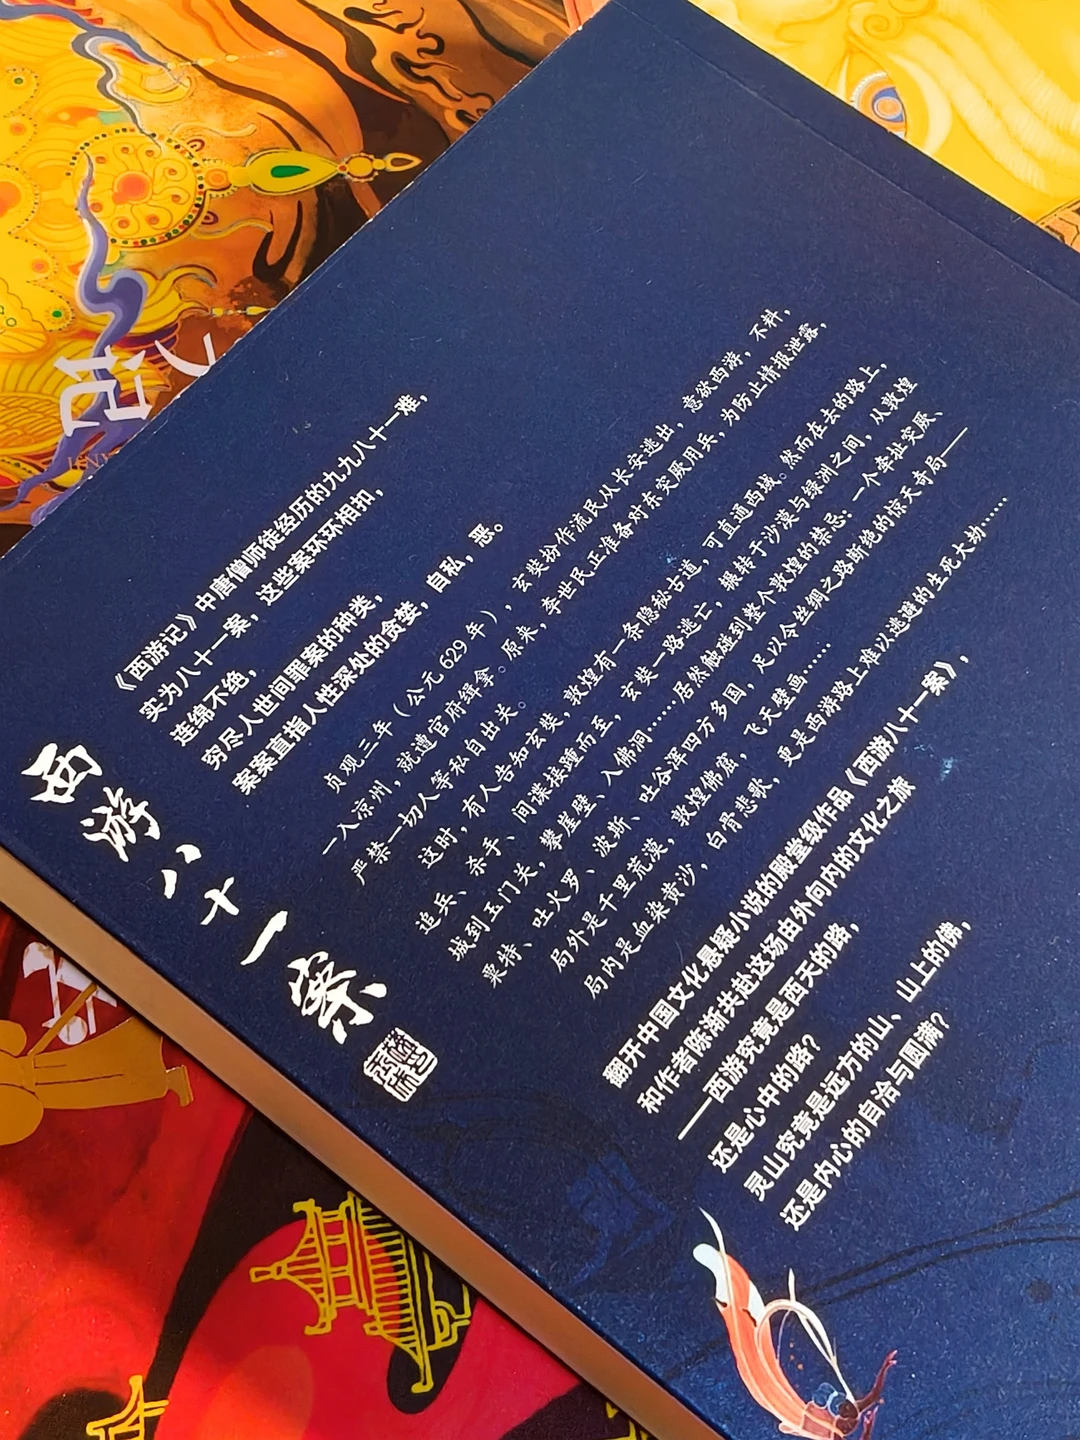 西游八十一案
《西游记》中唐僧师徒经历的九九八十一难，
实为八十一案，这些案环环相扣，
连绵不绝，
穷尽人世间罪案的种类，
案案直指人性深处的贪婪，自私，恶。
贞观三年（公元629年），玄奘扮作流民从长安逃出，意欲西游，不料，
一入凉州，就遭官府缉拿。原来，李世民正准备对东突厥用兵，为防止情报泄露，
严禁一切人等私自出关。
这时，有人告知玄奘，敦煌有一条隐秘古道，可直通西域。然而在去的路上，
追兵、杀手、间谍接踵而至，玄奘一路逃亡，辗转于沙漠与绿洲之间，从敦煌
城到玉门关，攀崖壁、入佛洞……居然触碰到整个敦煌的禁忌：一个牵扯突厥、
粟特、吐火罗、波斯、吐谷浑四方多国，足以令丝绸之路断绝的惊天奇局——
局外是千里荒漠，敦煌佛窟，飞天壁画……
局内是血染黄沙，白骨悲歌，更是西游路上难以逃避的生死大劫……
翻开中国文化悬疑小说的殿堂级作品《西游八十一案》，
和作者陈渐共赴这场由外向内的文化之旅
——西游究竟是西天的路，
还是心中的路？
灵山究竟是远方的山、山上的佛，
还是内心的自洽与圆满？
记